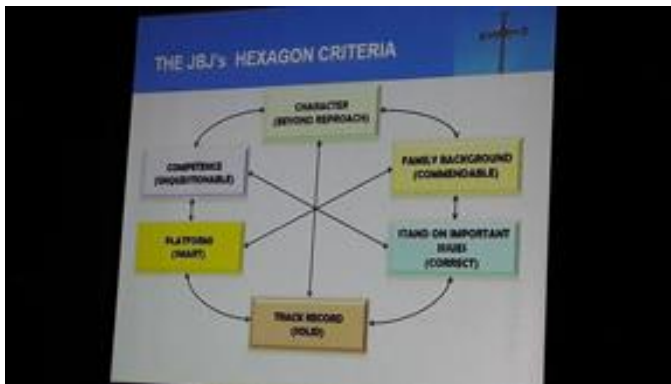 THE JBJ's HEXAGON CRITERIA
CHARACTER
(BEYOND REPROACH)
COMPETENCE
(UNQUESTIONABLE)
FAMILY BACKGROUND
(COMMENDABLE)
PLATFORM
(SMART)
STAND ON IMPORTANT
ISSUES
(CORRECT)
TRACK RECORD
(SOLID)